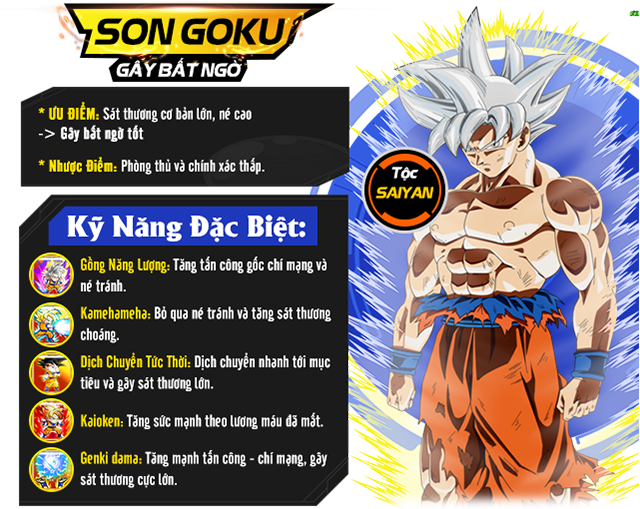 SON GOKU
GÂY BẤT NGỜ
* ƯU ĐIỂM: Sát thương cơ bản lớn, né cao
-> Gây bất ngờ tốt
* Nhược Điểm: Phòng thủ và chính xác thấp.
Tộc
SAIYAN
Kỹ Năng Đặc Biệt:
Gồng Năng Lượng: Tăng tấn công gốc chí mạng và
né tránh.
Kamehameha: Bỏ qua né tránh và tăng sát thương
choáng.
Dịch Chuyển Tức Thời: Dịch chuyển nhanh tới mục
tiêu và gây sát thương lớn.
Kaioken: Tăng sức mạnh theo lượng máu đã mất.
Genki dama: Tăng mạnh tấn công - chí mạng, gây
sát thương cực lớn.